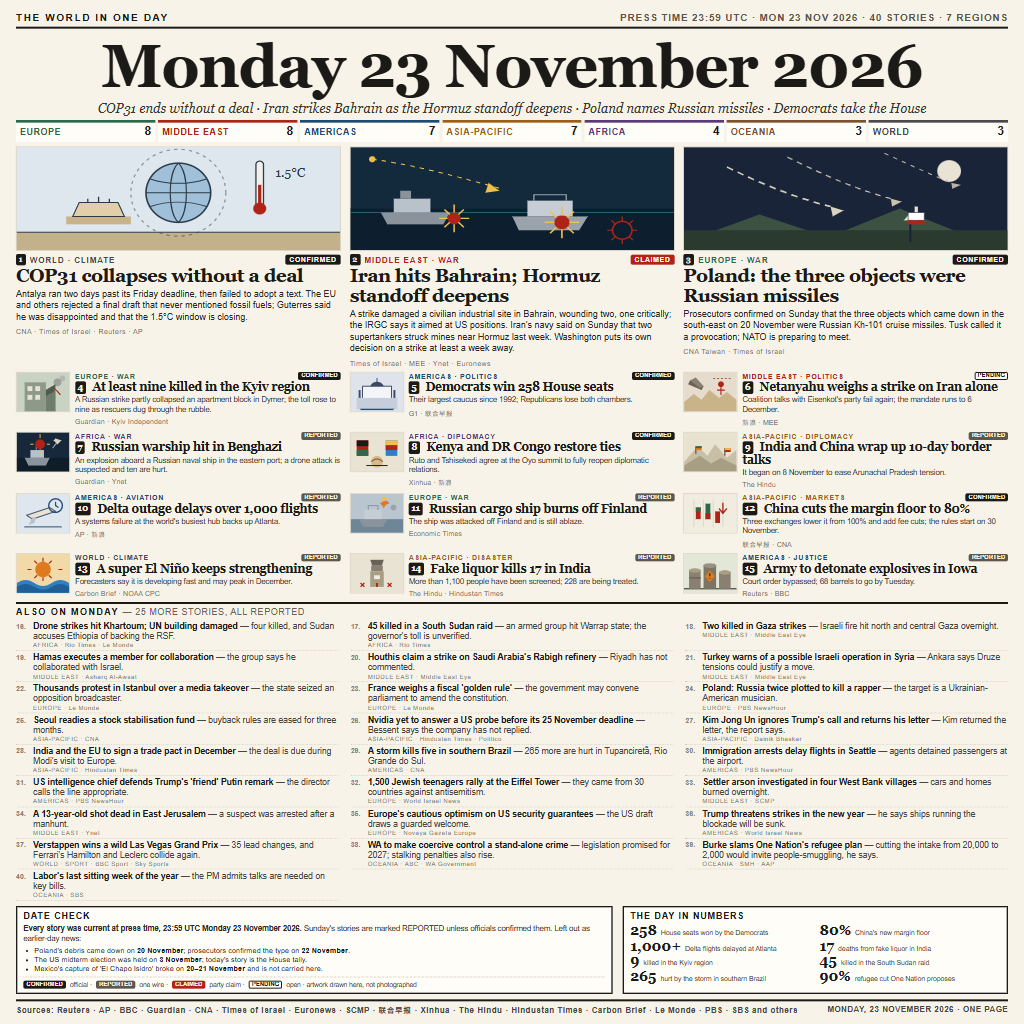 THE WORLD IN ONE DAY
PRESS TIME 23:59 UTC · MON 23 NOV 2026 · 40 STORIES · 7 REGIONS
Monday 23 November 2026
COP31 ends without a deal · Iran strikes Bahrain as the Hormuz standoff deepens · Poland names Russian missiles · Democrats take the House
EUROPE 8
MIDDLE EAST 8
AMERICAS 7
ASIA-PACIFIC 7
AFRICA 4
OCEANIA 3
WORLD 3
1.5°C
1 WORLD · CLIMATE CONFIRMED
COP31 collapses without a deal
Antalya ran two days past its Friday deadline, then failed to adopt a text. The EU
and others rejected a final draft that never mentioned fossil fuels; Guterres said
he was disappointed and that the 1.5°C window is closing.
CNA · Times of Israel · Reuters · AP
2 MIDDLE EAST · WAR CLAIMED
Iran hits Bahrain; Hormuz
standoff deepens
A strike damaged a civilian industrial site in Bahrain, wounding two, one critically;
the IRGC says it aimed at US positions. Iran's navy said on Sunday that two
supertankers struck mines near Hormuz last week. Washington puts its own
decision on a strike at least a week away.
Times of Israel · MEE · Ynet · Euronews
3 EUROPE · WAR CONFIRMED
Poland: the three objects were
Russian missiles
Prosecutors confirmed on Sunday that the three objects which came down in the
south-east on 20 November were Russian Kh-101 cruise missiles. Tusk called it
a provocation; NATO is preparing to meet.
CNA Taiwan · Times of Israel
EUROPE · WAR CONFIRMED
4 At least nine killed in the Kyiv region
A Russian strike partly collapsed an apartment block in Dymer; the toll rose to
nine as rescuers dug through the rubble.
Guardian · Kyiv Independent
AMERICAS · POLITICS CONFIRMED
5 Democrats win 258 House seats
Their largest caucus since 1992; Republicans lose both chambers.
G1 · 联合早报
MIDDLE EAST · POLITICS PENDING
6 Netanyahu weighs a strike on Iran alone
Coalition talks with Eisenkot's party fail again; the mandate runs to 6
December.
新浪 · MEE
AFRICA · WAR REPORTED
7 Russian warship hit in Benghazi
An explosion aboard a Russian naval ship in the eastern port; a drone attack is
suspected and ten are hurt.
Guardian · Ynet
AFRICA · DIPLOMACY CONFIRMED
8 Kenya and DR Congo restore ties
Ruto and Tshisekedi agree at the Oyo summit to fully reopen diplomatic
relations.
Xinhua · 新浪
ASIA-PACIFIC · DIPLOMACY REPORTED
9 India and China wrap up 10-day border
talks
It began on 8 November to ease Arunachal Pradesh tension.
The Hindu
AMERICAS · AVIATION REPORTED
10 Delta outage delays over 1,000 flights
A systems failure at the world's busiest hub backs up Atlanta.
AP · 新浪
EUROPE · WAR REPORTED
11 Russian cargo ship burns off Finland
The ship was attacked off Finland and is still ablaze.
Economic Times
ASIA-PACIFIC · MARKETS CONFIRMED
12 China cuts the margin floor to 80%
Three exchanges lower it from 100% and add fee cuts; the rules start on 30
November.
联合早报 · CNA
WORLD · CLIMATE REPORTED
13 A super El Niño keeps strengthening
Forecasters say it is developing fast and may peak in December.
Carbon Brief · NOAA CPC
ASIA-PACIFIC · DISASTER REPORTED
14 Fake liquor kills 17 in India
More than 1,100 people have been screened; 228 are being treated.
The Hindu · Hindustan Times
AMERICAS · JUSTICE REPORTED
15 Army to detonate explosives in Iowa
Court order bypassed; 68 barrels to go by Tuesday.
Reuters · BBC
ALSO ON MONDAY — 25 MORE STORIES, ALL REPORTED
16. Drone strikes hit Khartoum; UN building damaged — four killed, and Sudan
accuses Ethiopia of backing the RSF.
AFRICA · Rio Times · Le Monde
17. 45 killed in a South Sudan raid — an armed group hit Warrap state; the
governor's toll is unverified.
AFRICA · Rio Times
18. Two killed in Gaza strikes — Israeli fire hit north and central Gaza overnight.
MIDDLE EAST · Middle East Eye
19. Hamas executes a member for collaboration — the group says he
collaborated with Israel.
MIDDLE EAST · Asharq Al-Awsat
20. Houthis claim a strike on Saudi Arabia's Rabigh refinery — Riyadh has not
commented.
MIDDLE EAST · Middle East Eye
21. Turkey warns of a possible Israeli operation in Syria — Ankara says Druze
tensions could justify a move.
MIDDLE EAST · Middle East Eye
22. Thousands protest in Istanbul over a media takeover — the state seized an
opposition broadcaster.
EUROPE · Le Monde
23. France weighs a fiscal 'golden rule' — the government may convene
parliament to amend the constitution.
EUROPE · Le Monde
24. Poland: Russia twice plotted to kill a rapper — the target is a Ukrainian-
American musician.
EUROPE · PBS NewsHour
25. Seoul readies a stock stabilisation fund — buyback rules are eased for three
months.
ASIA-PACIFIC · CNA
26. Nvidia yet to answer a US probe before its 25 November deadline —
Bessent says the company has not replied.
ASIA-PACIFIC · Hindustan Times · Politico
27. Kim Jong Un ignores Trump's call and returns his letter — Kim returned the
letter, the report says.
ASIA-PACIFIC · Dainik Bhaskar
28. India and the EU to sign a trade pact in December — the deal is due during
Modi's visit to Europe.
ASIA-PACIFIC · Hindustan Times
29. A storm kills five in southern Brazil — 265 more are hurt in Tupanciretã, Rio
Grande do Sul.
AMERICAS · CNA
30. Immigration arrests delay flights in Seattle — agents detained passengers at
the airport.
AMERICAS · PBS NewsHour
31. US intelligence chief defends Trump's 'friend' Putin remark — the director
calls the line appropriate.
AMERICAS · PBS NewsHour
32. 1,500 Jewish teenagers rally at the Eiffel Tower — they came from 30
countries against antisemitism.
EUROPE · World Israel News
33. Settler arson investigated in four West Bank villages — cars and homes
burned overnight.
MIDDLE EAST · SCMP
34. A 13-year-old shot dead in East Jerusalem — a suspect was arrested after a
manhunt.
MIDDLE EAST · Ynet
35. Europe's cautious optimism on US security guarantees — the US draft
draws a guarded welcome.
EUROPE · Novaya Gazeta Europe
36. Trump threatens strikes in the new year — he says ships running the
blockade will be sunk.
AMERICAS · World Israel News
37. Verstappen wins a wild Las Vegas Grand Prix — 35 lead changes, and
Ferrari's Hamilton and Leclerc collide again.
WORLD · SPORT · BBC Sport · Sky Sports
38. WA to make coercive control a stand-alone crime — legislation promised for
2027; stalking penalties also rise.
OCEANIA · ABC · WA Government
39. Burke slams One Nation's refugee plan — cutting the intake from 20,000 to
2,000 would invite people-smuggling, he says.
OCEANIA · SMH · AAP
40. Labor's last sitting week of the year — the PM admits talks are needed on
key bills.
OCEANIA · SBS
DATE CHECK
Every story was current at press time, 23:59 UTC Monday 23 November 2026. Sunday's stories are marked REPORTED unless officials confirmed them. Left out as
earlier-day news:
• Poland's debris came down on 20 November; prosecutors confirmed the type on 22 November.
• The US midterm election was held on 3 November; today's story is the House tally.
• Mexico's capture of 'El Chapo Isidro' broke on 20–21 November and is not carried here.
CONFIRMED official · REPORTED one wire · CLAIMED party claim · PENDING open · artwork drawn here, not photographed
THE DAY IN NUMBERS
258 House seats won by the Democrats
80% China's new margin floor
1,000+ Delta flights delayed at Atlanta
17 deaths from fake liquor in India
9 killed in the Kyiv region
45 killed in the South Sudan raid
265 hurt by the storm in southern Brazil
90% refugee cut One Nation proposes
Sources: Reuters · AP · BBC · Guardian · CNA · Times of Israel · Euronews · SCMP · 联合早报 · Xinhua · The Hindu · Hindustan Times · Carbon Brief · Le Monde · PBS · SBS and others
MONDAY, 23 NOVEMBER 2026 · ONE PAGE